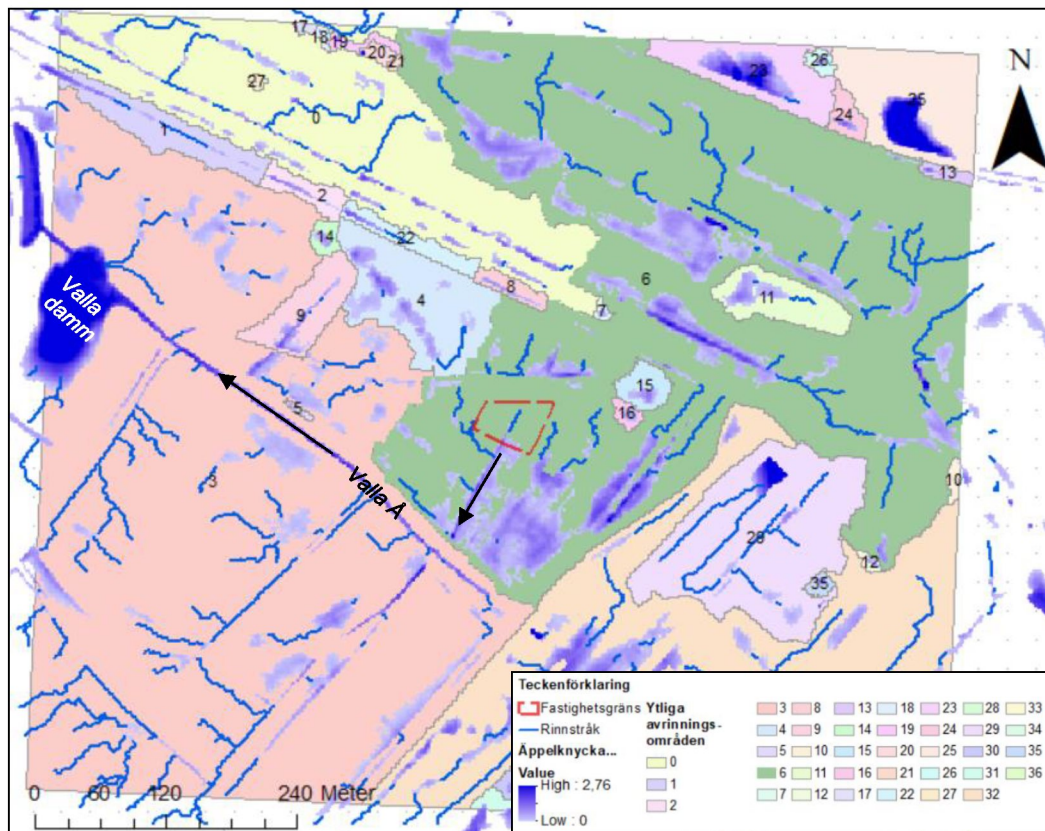 17
18
19
20
21
26
23
25
24
13
N
27
0
1
2
14
22
8
7
6
11
4
9
15
16
5
3
10
12
29
35
Valla damm
Valla Å
0 60 120 240 Meter
Teckenförklaring
Fastighetsgräns
Rinnstråk
Äppelknycka...
Value
High : 2,76
Low : 0
Ytliga
avrinnings-
områden
0
1
2
3 8 13 18 23 28 33
4 9 14 19 24 29 34
5 10 15 20 25 30 35
6 11 16 21 26 31 36
7 12 17 22 27 32